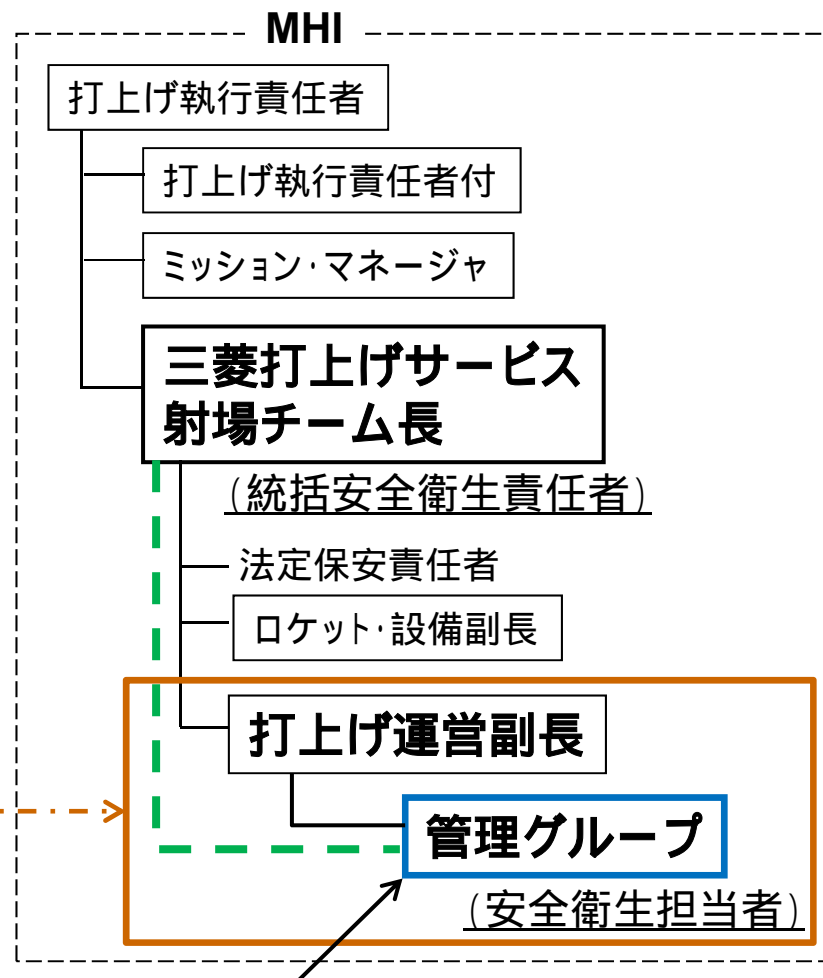 MHI
打上げ執行責任者
打上げ執行責任者付
ミッション・マネージャ
三菱打上げサービス
射場チーム長
(統括安全衛生責任者)
法定保安責任者
ロケット・設備副長
打上げ運営副長
管理グループ
(安全衛生担当者)